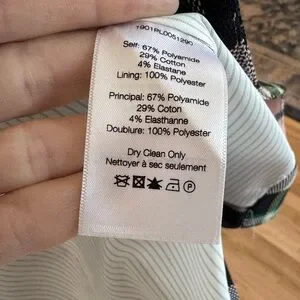 1901PL0051290
Self: 67% Polyamide
29% Cotton
4% Elastane
Lining: 100% Polyester
Principal: 67% Polyamide
29% Coton
4% Elasthanne
Doublure: 100% Polyester
Dry Clean Only
Nettoyer à sec seulement
P